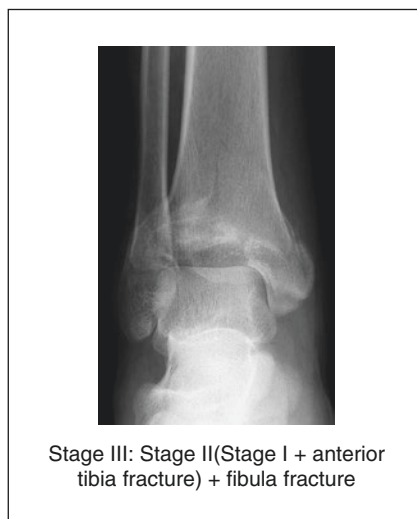 Stage III: Stage II(Stage I + anterior
tibia fracture) + fibula fracture